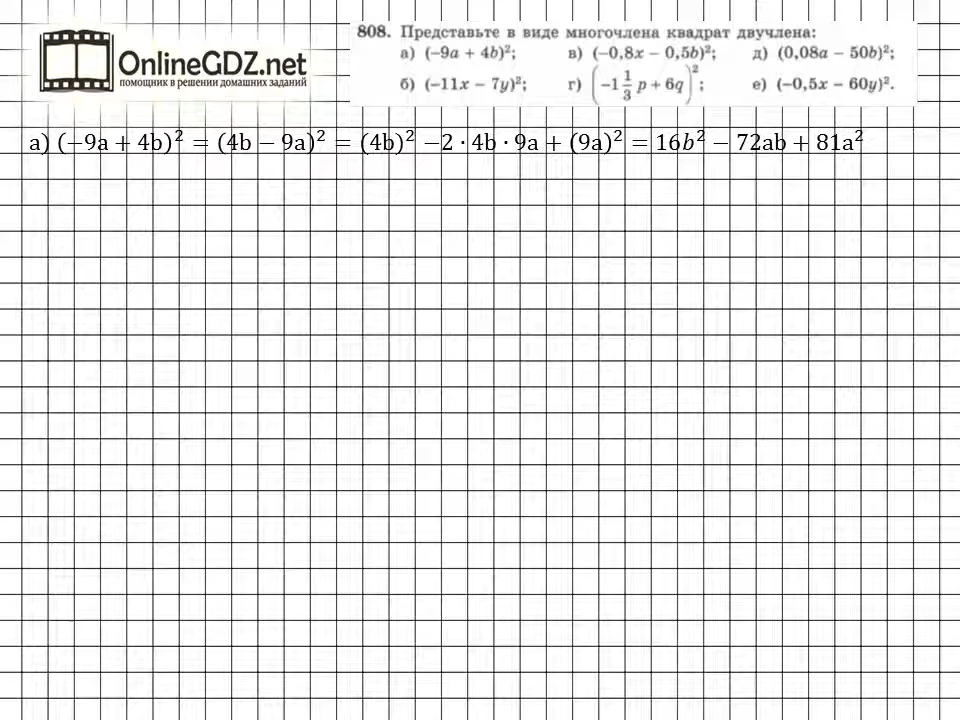 OnlineGDZ.net
помощник в решении домашних заданий
808. Представьте в виде многочлена квадрат двучлена:
а) (−9a + 4b)²; в) (−0,8x − 0,5b)²; д) (0,08a − 50b)²;
б) (−11x − 7y)²; г) (−1 1/3 p + 6q)²; е) (−0,5x − 60y)².
а) (−9a + 4b)² = (4b − 9a)² = (4b)² −2 · 4b · 9a + (9a)² = 16b² − 72ab + 81a²